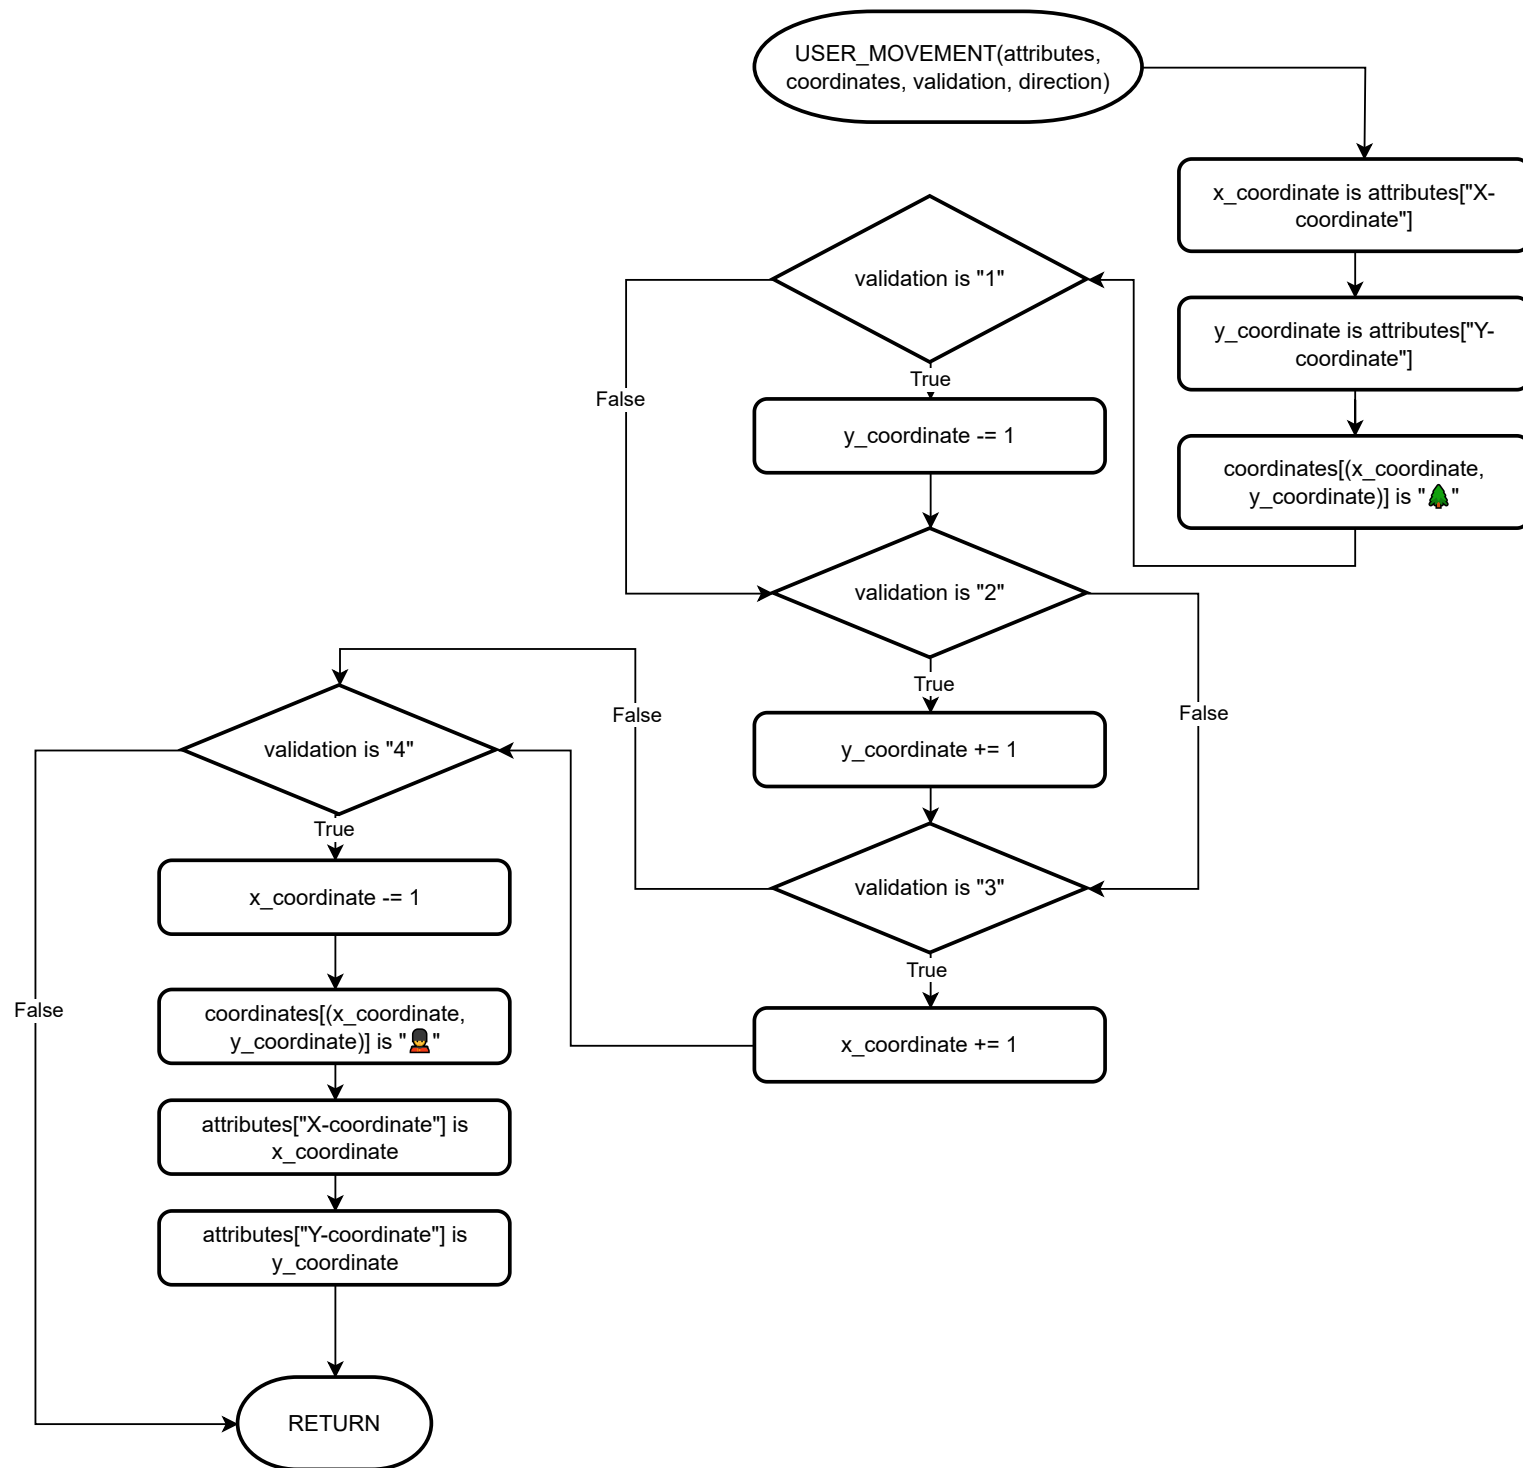 USER_MOVEMENT(attributes,
coordinates, validation, direction)
x_coordinate is attributes["X-
coordinate"]
y_coordinate is attributes["Y-
coordinate"]
coordinates[(x_coordinate,
y_coordinate)] is "🌲"
validation is "1"
True
False
y_coordinate -= 1
validation is "2"
True
False
y_coordinate += 1
validation is "3"
True
False
x_coordinate += 1
validation is "4"
True
False
x_coordinate -= 1
coordinates[(x_coordinate,
y_coordinate)] is "💂"
attributes["X-coordinate"] is
x_coordinate
attributes["Y-coordinate"] is
y_coordinate
RETURN